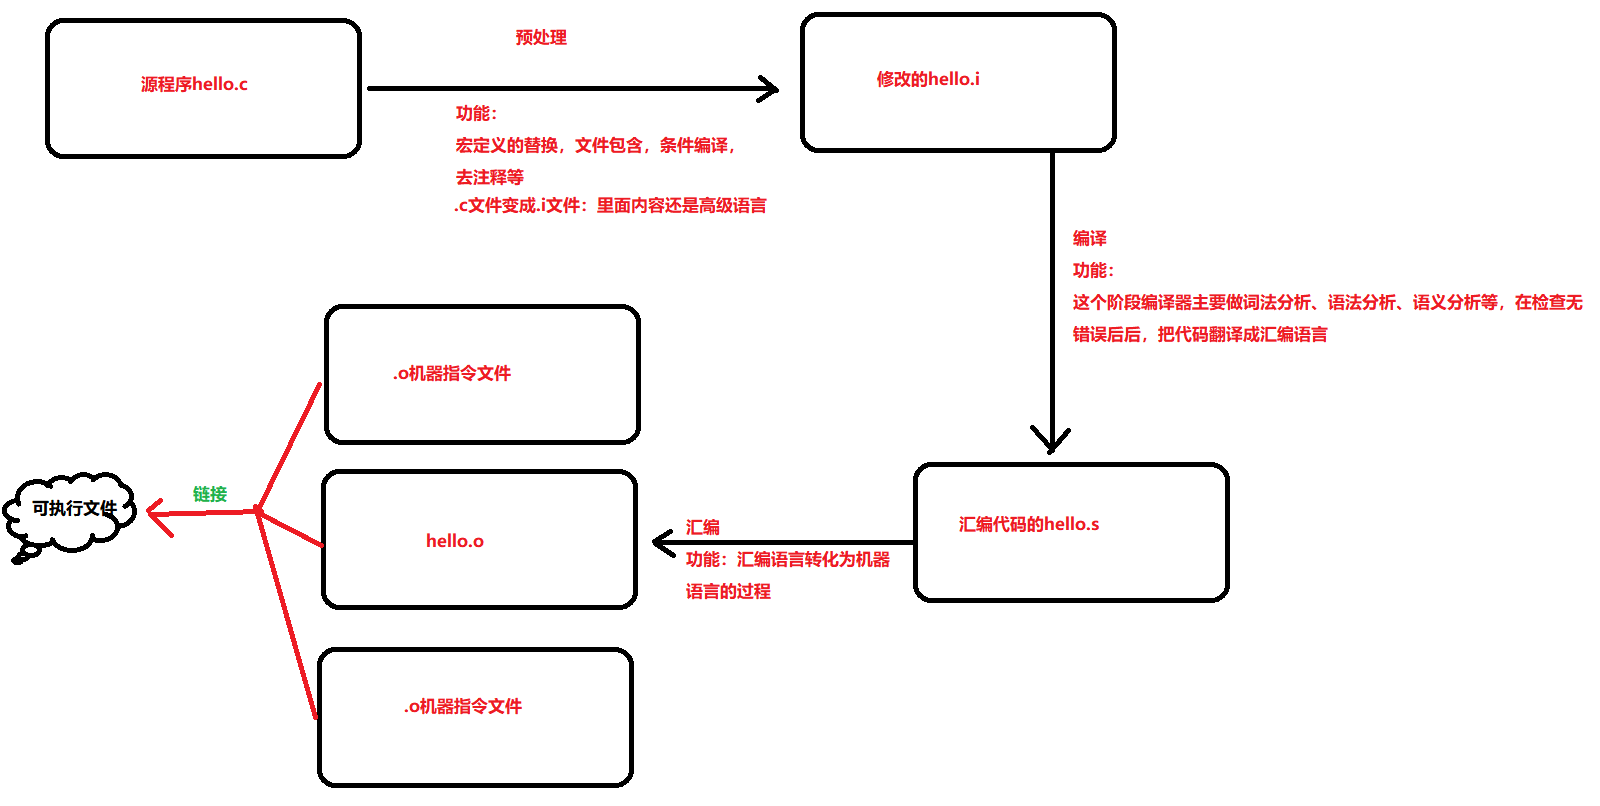 源程序hello.c
预处理
功能：
宏定义的替换，文件包含，条件编译，
去注释等
.c文件变成.i文件：里面内容还是高级语言
修改的hello.i
编译
功能：
这个阶段编译器主要做词法分析、语法分析、语义分析等，在检查无
错误后后，把代码翻译成汇编语言
汇编代码的hello.s
汇编
功能：汇编语言转化为机器
语言的过程
.o机器指令文件
hello.o
.o机器指令文件
链接
可执行文件